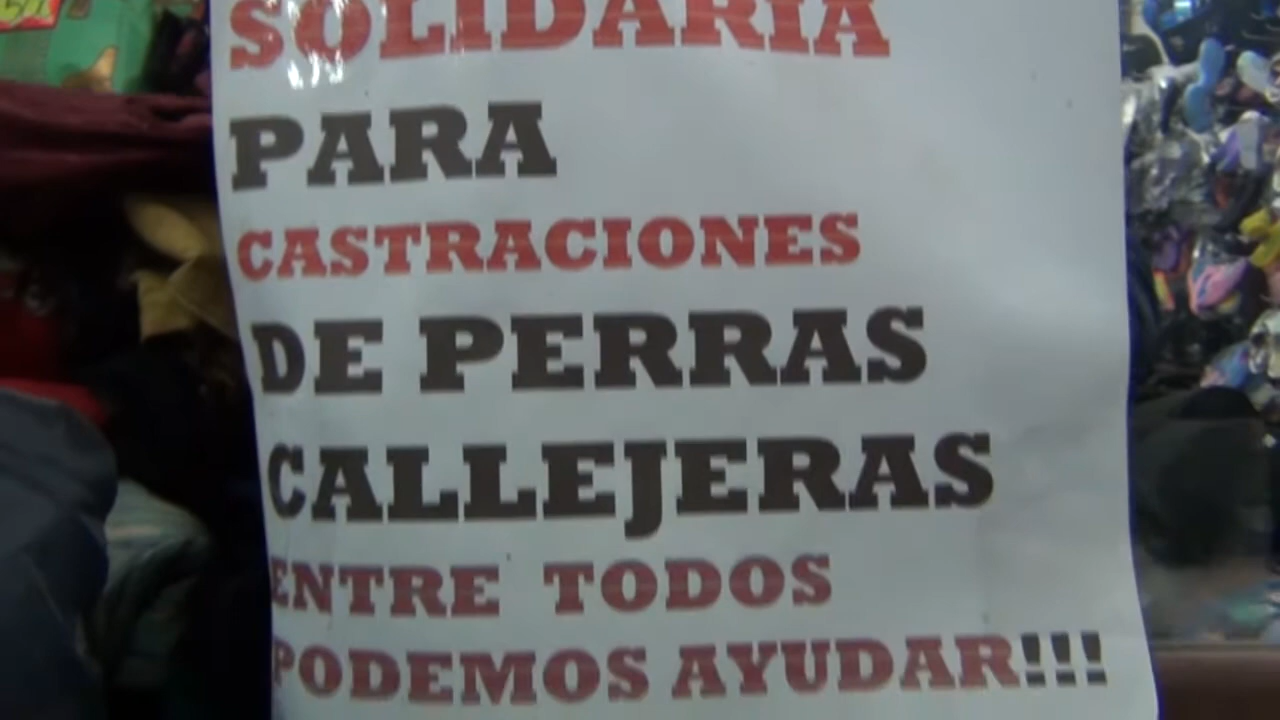 SOLIDARIA
PARA
CASTRACIONES
DE PERRAS
CALLEJERAS
ENTRE TODOS
PODEMOS AYUDAR!!!